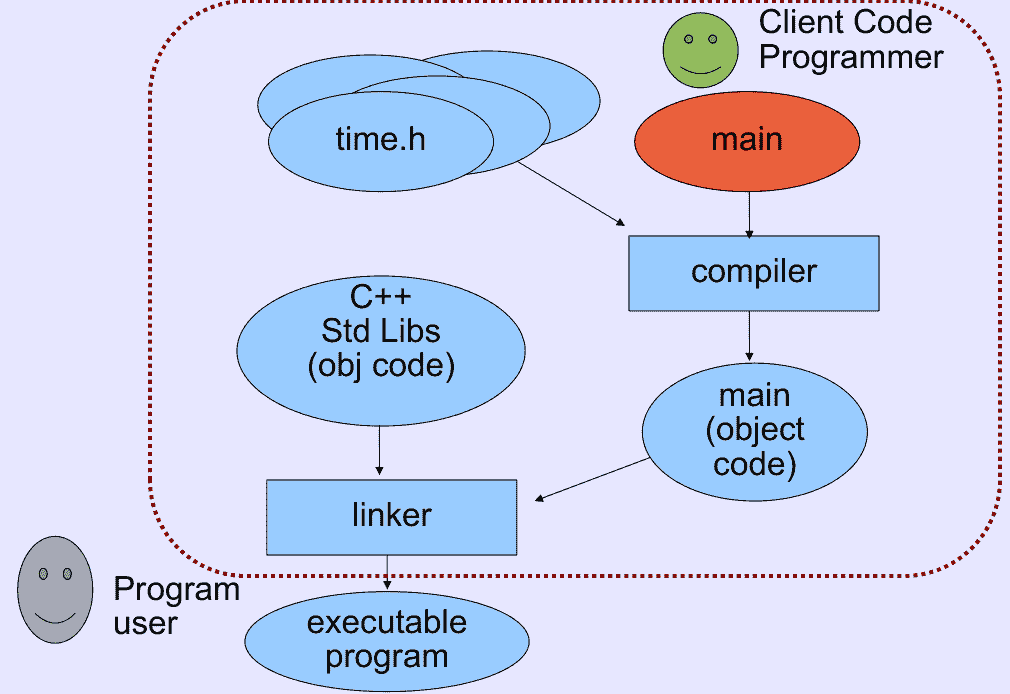 Client Code
Programmer
time.h
main
compiler
C++
Std Libs
(obj code)
main
(object
code)
linker
Program
user
executable
program